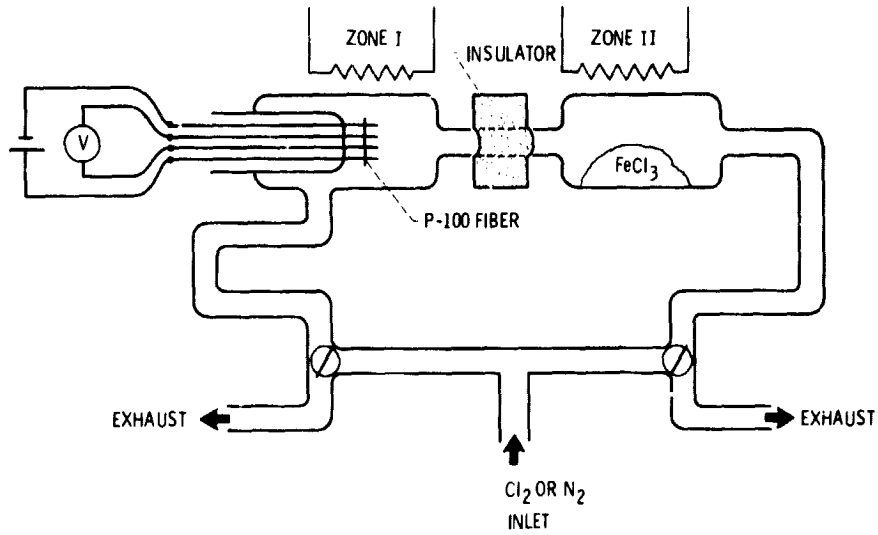 ZONE I
INSULATOR
ZONE II
V
FeCl3
P-100 FIBER
EXHAUST
EXHAUST
Cl2 OR N2
INLET